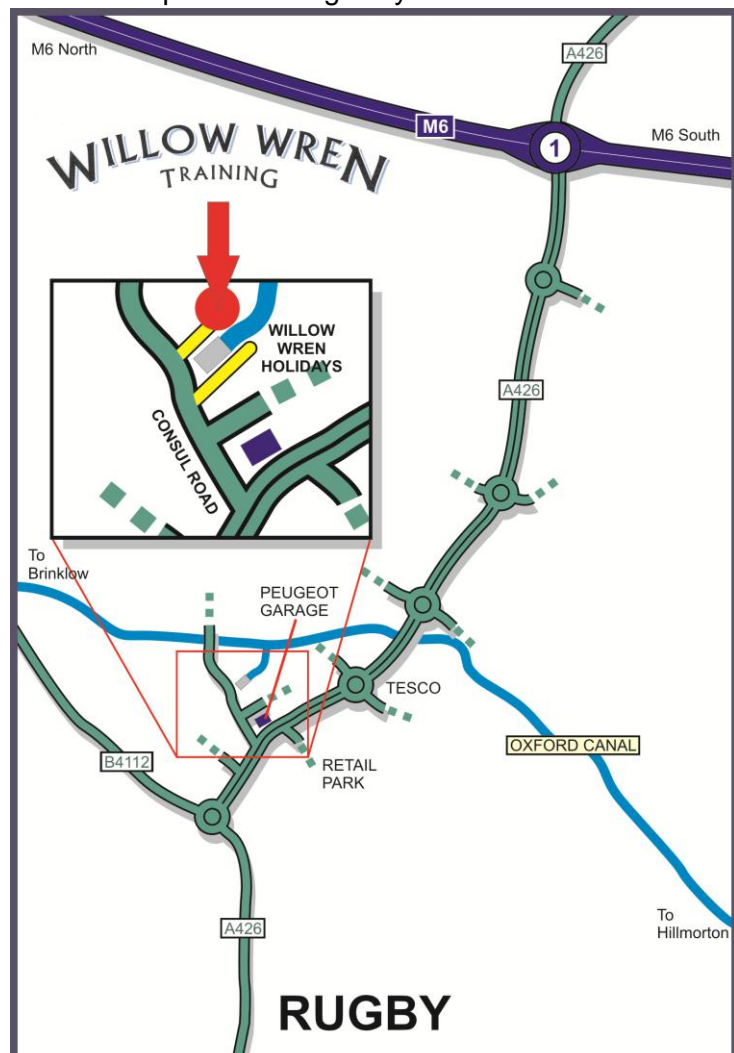 M6 North
A426
M6
1
M6 South
WILLOW WREN
TRAINING
WILLOW
WREN
HOLIDAYS
CONSUL ROAD
A426
To
Brinklow
PEUGEOT
GARAGE
TESCO
OXFORD CANAL
B4112
RETAIL
PARK
A426
To
Hillmorton
RUGBY